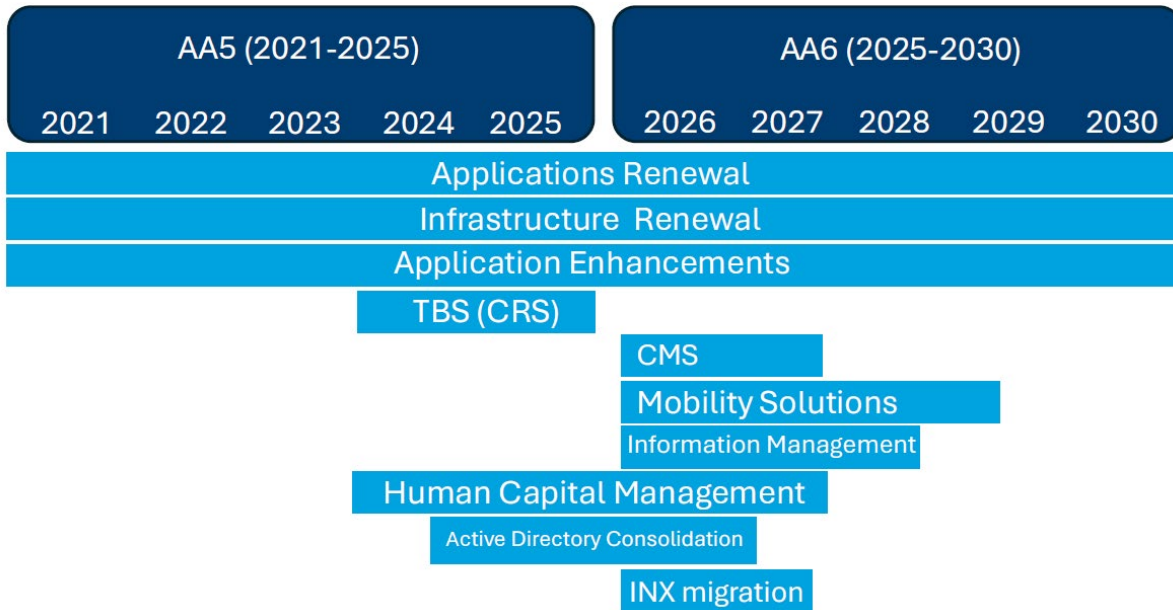 AA5 (2021-2025)
AA6 (2025-2030)
2021 2022 2023 2024 2025
2026 2027 2028 2029 2030
Applications Renewal
Infrastructure Renewal
Application Enhancements
TBS (CRS)
CMS
Mobility Solutions
Information Management
Human Capital Management
Active Directory Consolidation
INX migration